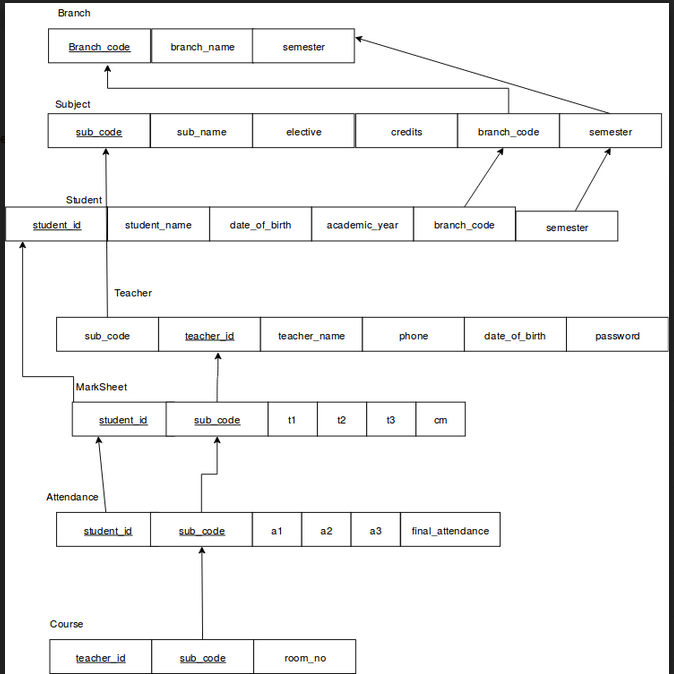 Branch
Branch_code branch_name semester
Subject
sub_code sub_name elective credits branch_code semester
Student
student_id student_name date_of_birth academic_year branch_code semester
Teacher
sub_code teacher_id teacher_name phone date_of_birth password
MarkSheet
student_id sub_code t1 t2 t3 cm
Attendance
student_id sub_code a1 a2 a3 final_attendance
Course
teacher_id sub_code room_no